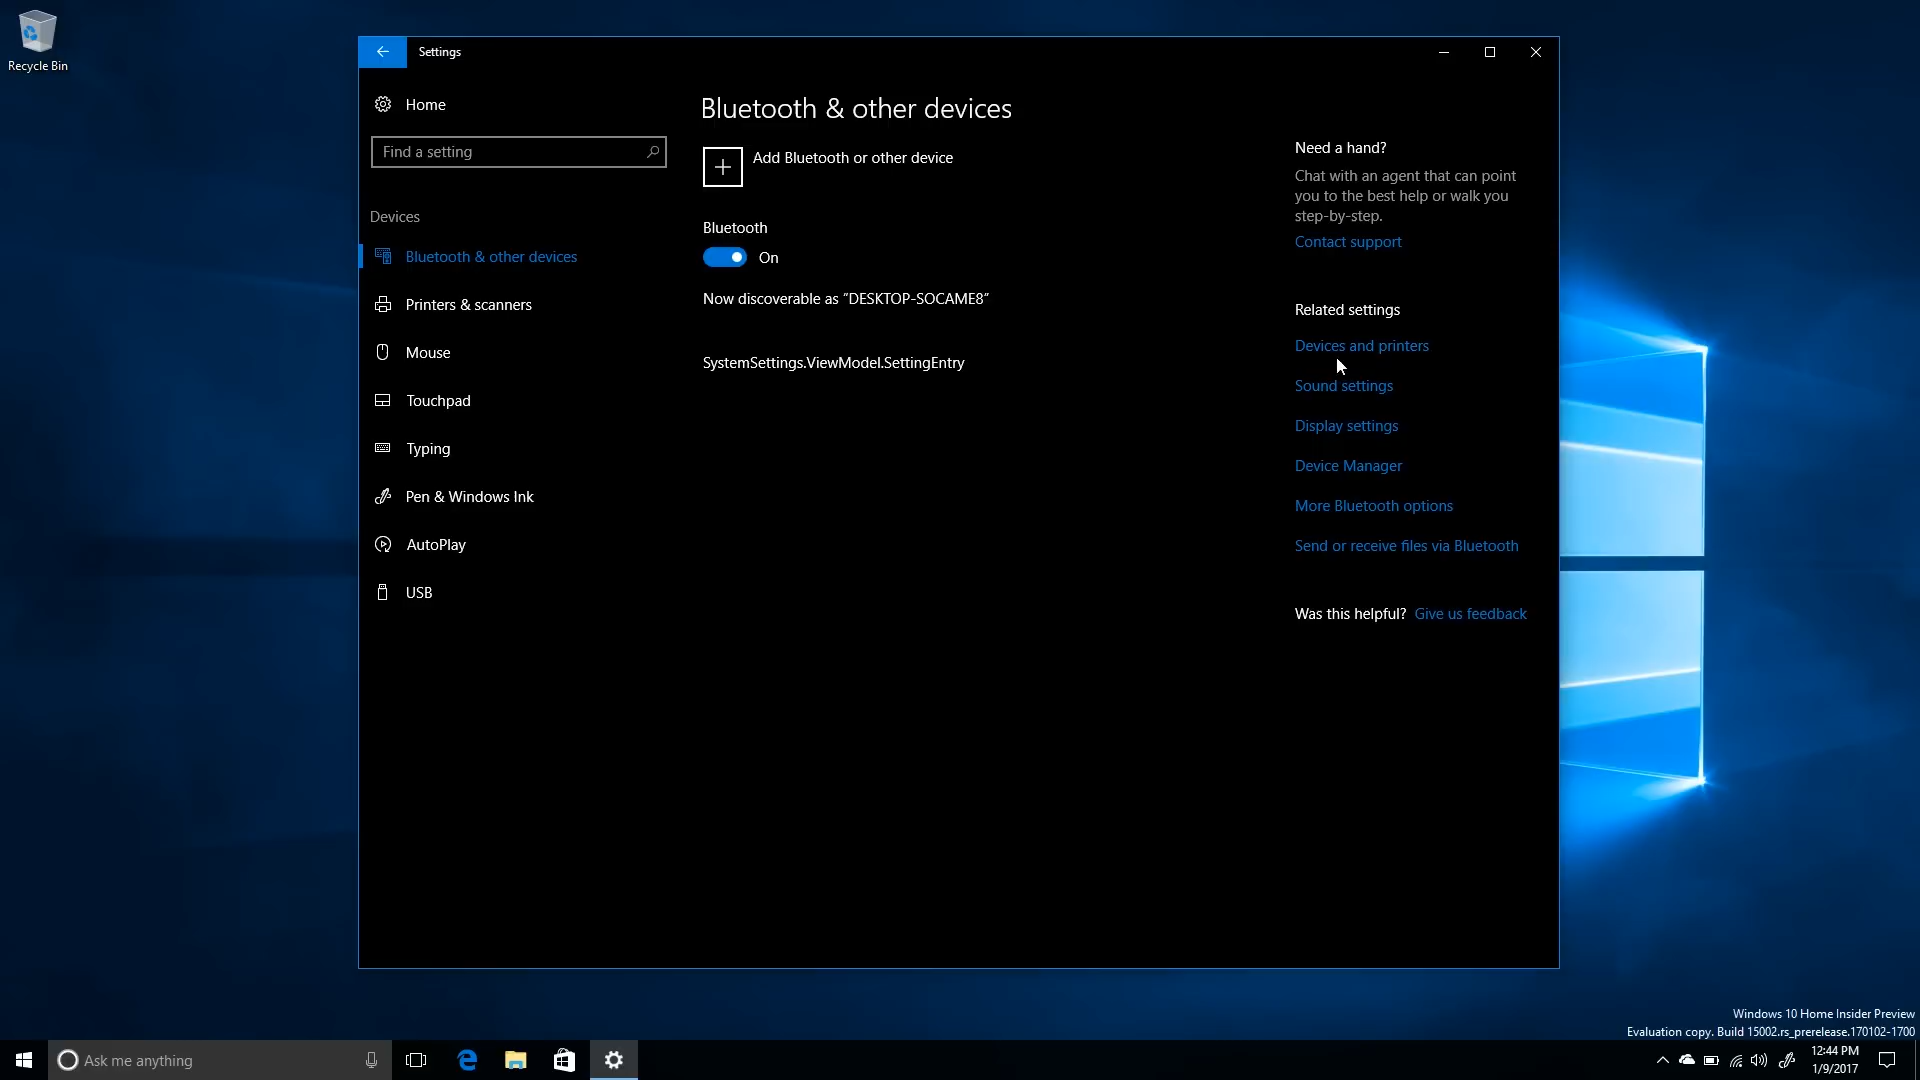 Recycle Bin
Settings
Home
Find a setting
Devices
Bluetooth & other devices
Printers & scanners
Mouse
Touchpad
Typing
Pen & Windows Ink
AutoPlay
USB
Bluetooth & other devices
Add Bluetooth or other device
Bluetooth
On
Now discoverable as “DESKTOP-SOCAME8”
SystemSettings.ViewModel.SettingEntry
Need a hand?
Chat with an agent that can point
you to the best help or walk you
step-by-step.
Contact support
Related settings
Devices and printers
Sound settings
Display settings
Device Manager
More Bluetooth options
Send or receive files via Bluetooth
Was this helpful? Give us feedback
Windows 10 Home Insider Preview
Evaluation copy. Build 15002.rs_prerelease.170102-1700
Ask me anything
12:44 PM
1/9/2017